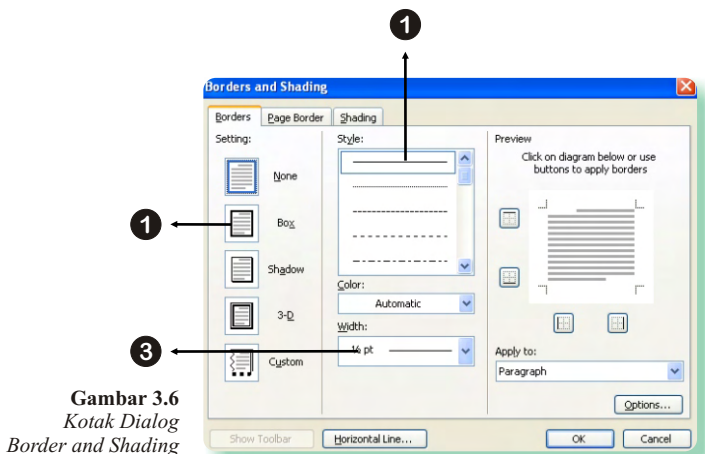 1
Borders and Shading
Borders
Page Border
Shading
Setting:
None
Box
Shadow
3-D
Custom
1
3
Style:
Color:
Automatic
Width:
½ pt
Preview
Click on diagram below or use
buttons to apply borders
Apply to:
Paragraph
Options...
Show Toolbar
Horizontal Line...
OK
Cancel
Gambar 3.6
Kotak Dialog
Border and Shading